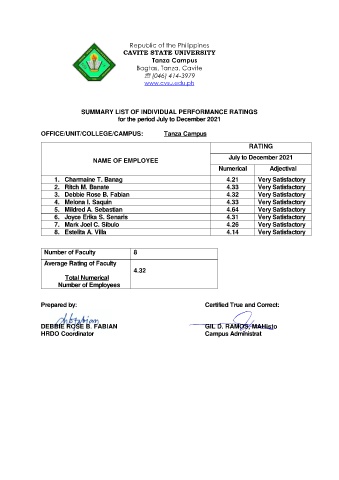 Republic of the Philippines
CAVITE STATE UNIVERSITY
Tanza Campus
Bagtas, Tanza, Cavite
☎ (046) 414-3979
www.cvsu.edu.ph
SUMMARY LIST OF INDIVIDUAL PERFORMANCE RATINGS
for the period July to December 2021
OFFICE/UNIT/COLLEGE/CAMPUS: Tanza Campus
NAME OF EMPLOYEE
RATING
July to December 2021
Numerical Adjectival
1. Charmaine T. Banag 4.21 Very Satisfactory
2. Ritch M. Banate 4.33 Very Satisfactory
3. Debbie Rose B. Fabian 4.32 Very Satisfactory
4. Melona I. Saquin 4.33 Very Satisfactory
5. Mildred A. Sebastian 4.64 Very Satisfactory
6. Joyce Erika S. Senaris 4.31 Very Satisfactory
7. Mark Joel C. Sibulo 4.26 Very Satisfactory
8. Estelita A. Villa 4.14 Very Satisfactory
Number of Faculty 8
Average Rating of Faculty
4.32
Total Numerical
Number of Employees
Prepared by: Certified True and Correct:
DEBBIE ROSE B. FABIAN GIL D. RAMOS, MAHisto
HRDO Coordinator Campus Administrat